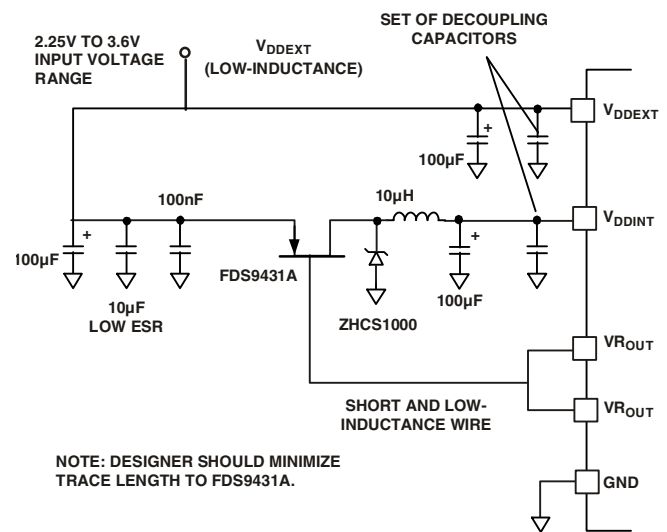 SET OF DECOUPLING
CAPACITORS
2.25V TO 3.6V
INPUT VOLTAGE
RANGE
VDDEXT
(LOW-INDUCTANCE)
VDDEXT
+
100µF
100nF
10µH
VDDINT
+
100µF
+
10µF
LOW ESR
FDS9431A
100µF
ZHCS1000
VROUT
SHORT AND LOW-
INDUCTANCE WIRE
VROUT
NOTE: DESIGNER SHOULD MINIMIZE
TRACE LENGTH TO FDS9431A.
GND